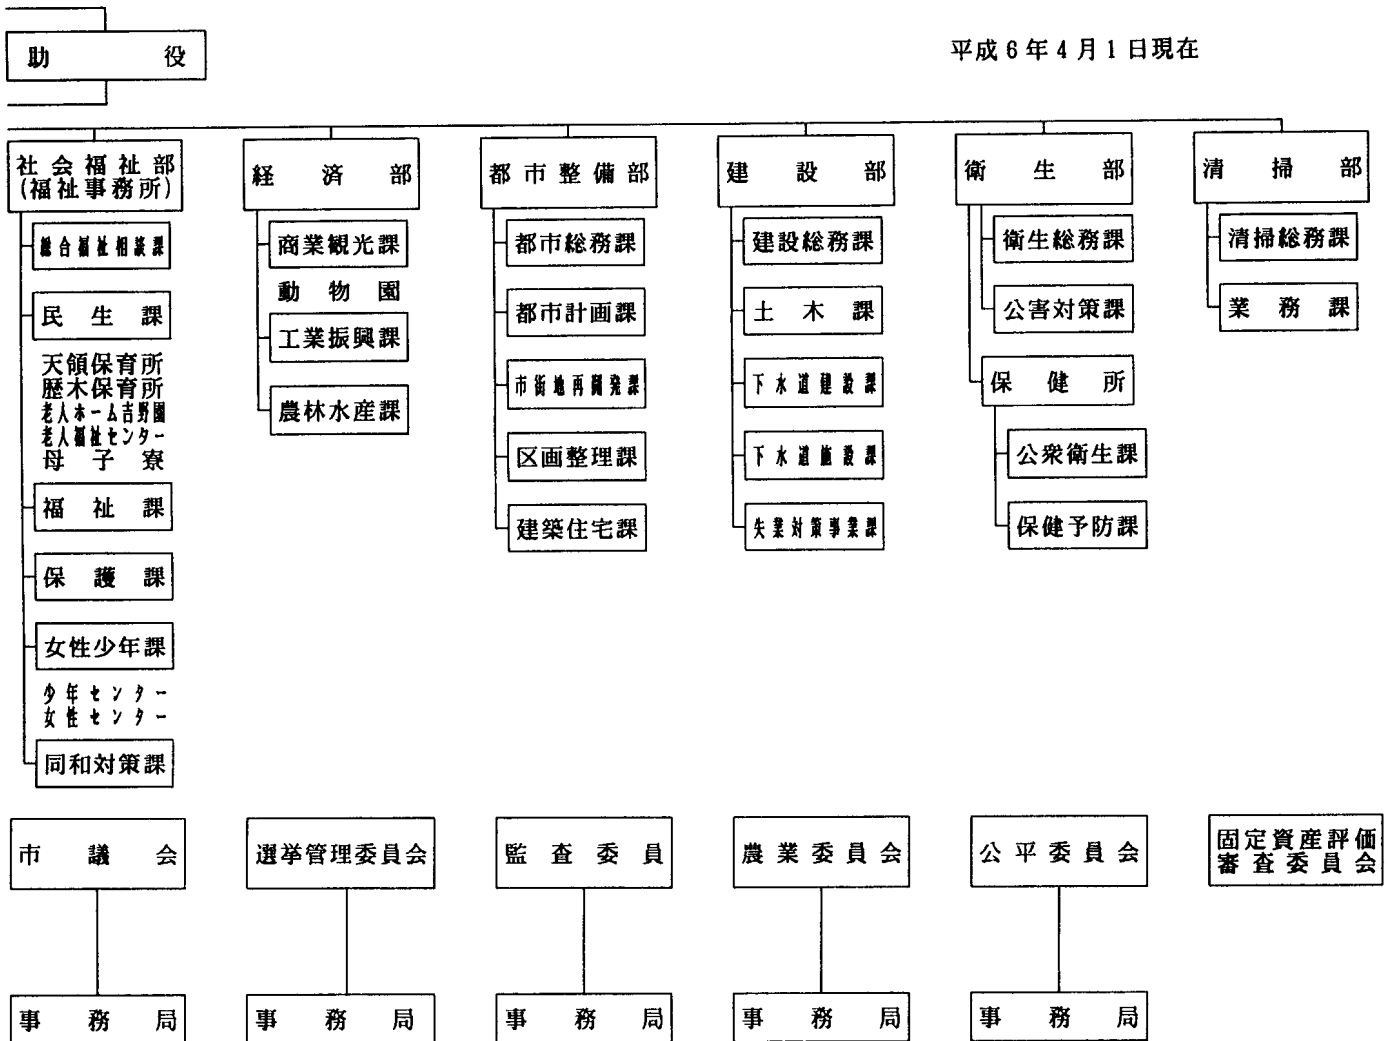 助役
平成6年4月1日現在
社会福祉部
(福祉事務所)
総合福祉相談課
民生課
天領保育所
歴木保育所
老人ホーム吉野園
老人福祉センター
母子寮
福祉課
保護課
女性少年課
少年センター
女性センター
同和対策課
経済部
商業観光課
動物園
工業振興課
農林水産課
都市整備部
都市総務課
都市計画課
市街地再開発課
区画整理課
建築住宅課
建設部
建設総務課
土木課
下水道建設課
下水道施設課
失業対策事業課
衛生部
衛生総務課
公害対策課
保健所
公衆衛生課
保健予防課
清掃部
清掃総務課
業務課
市議会
事務局
選挙管理委員会
事務局
監査委員
事務局
農業委員会
事務局
公平委員会
事務局
固定資産評価
審査委員会